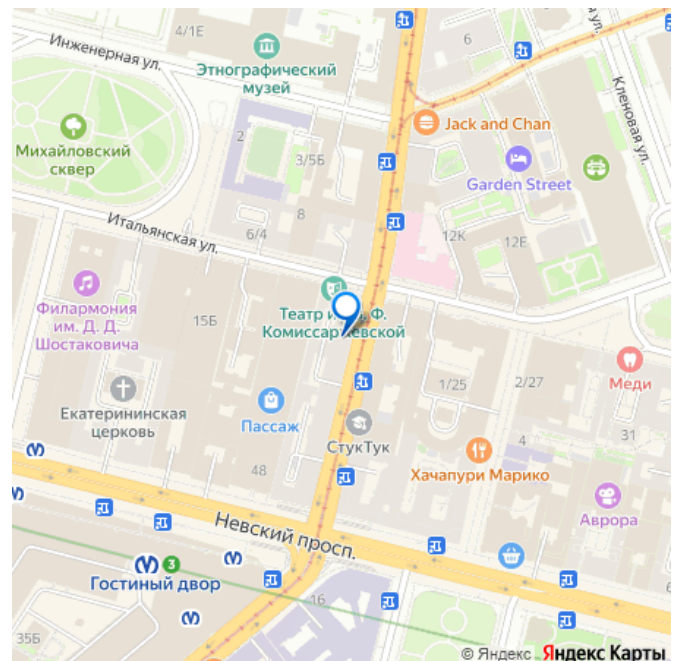 4/1Е
6
Инженерная ул.
Этнографический
музей
Jack and Chan
Кленовая ул.
2
3/5Б
Михайловский
сквер
Garden Street
8
6/4
Итальянская ул.
12К
12Е
Филармония
им. Д. Д.
Шостаковича
15Б
Театр
Ф.
Меди
1/25
2/27
Екатерининская
церковь
Пассаж
СтукТук
4
31
48
Хачапури Марико
Аврора
Невский просп.
3
Гостиный двор
16
35Б
© Яндекс Яндекс Карты